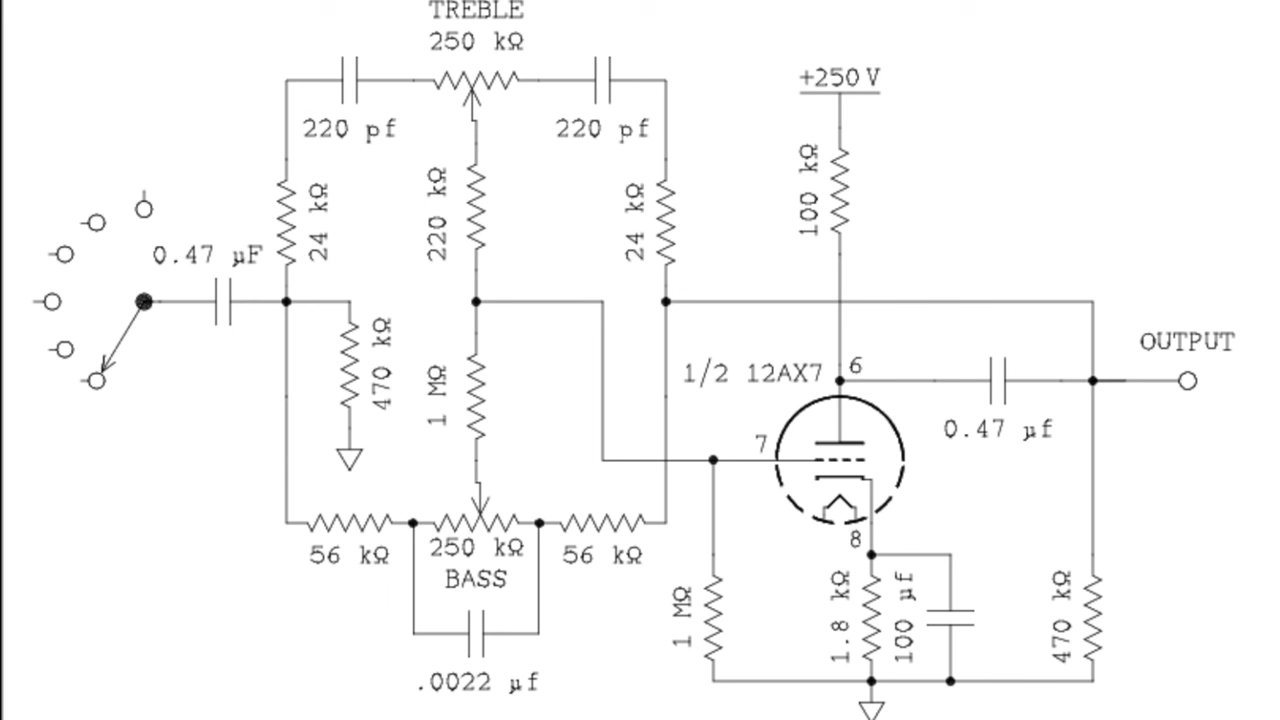 TREBLE
250 kΩ
+250 V
220 pf
220 pf
100 kΩ
24 kΩ
220 kΩ
24 kΩ
0.47 µF
470 kΩ
1 MΩ
1/2 12AX7
6
OUTPUT
7
0.47 µf
56 kΩ
250 kΩ
56 kΩ
8
BASS
1 MΩ
1.8 kΩ
100 µf
470 kΩ
.0022 µf